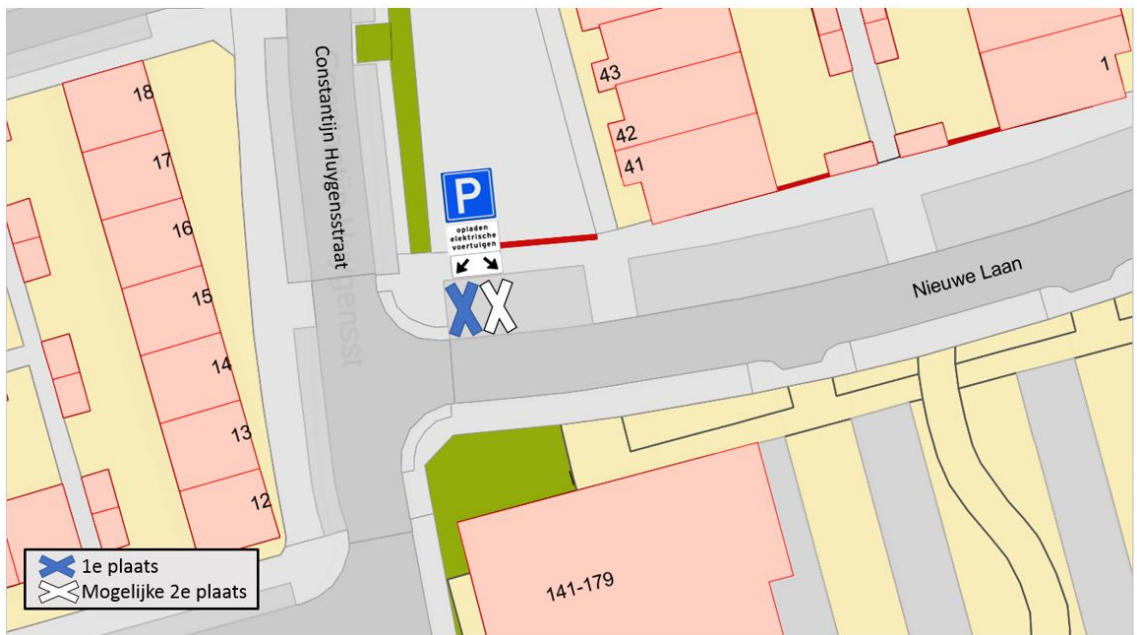 18
17
16
15
14
13
12
Constantijn Huygensstraat
gensst
P
opladen
elektrische
voertuigen
43
42
41
1
Nieuwe Laan
141-179
1e plaats
Mogelijke 2e plaats